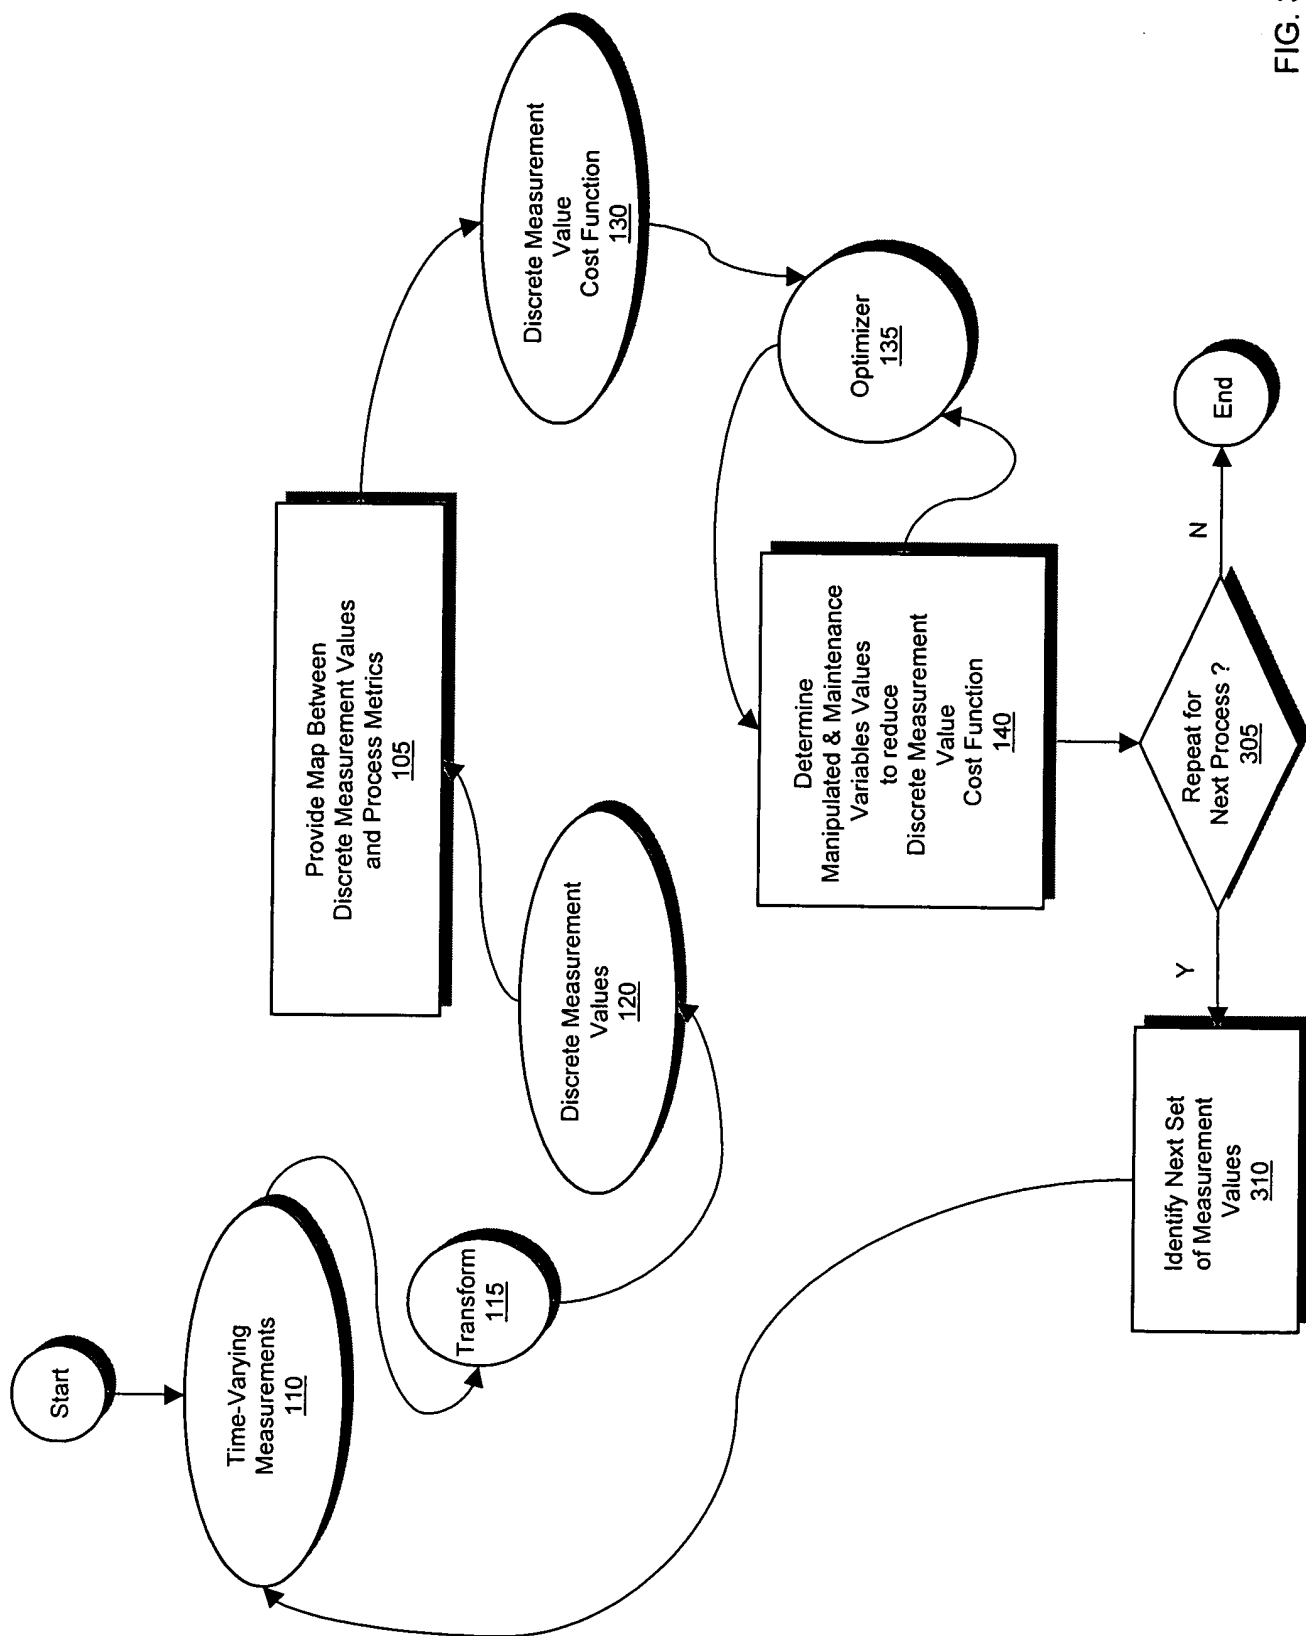 Start
Time-Varying
Measurements
110
Transform
115
Discrete Measurement
Values
120
Provide Map Between
Discrete Measurement Values
and Process Metrics
105
Discrete Measurement
Value
Cost Function
130
Optimizer
135
Determine
Manipulated & Maintenance
Variables Values
to reduce
Discrete Measurement
Value
Cost Function
140
Repeat for
Next Process ?
305
N
End
Y
Identify Next Set
of Measurement
Values
310
FIG.